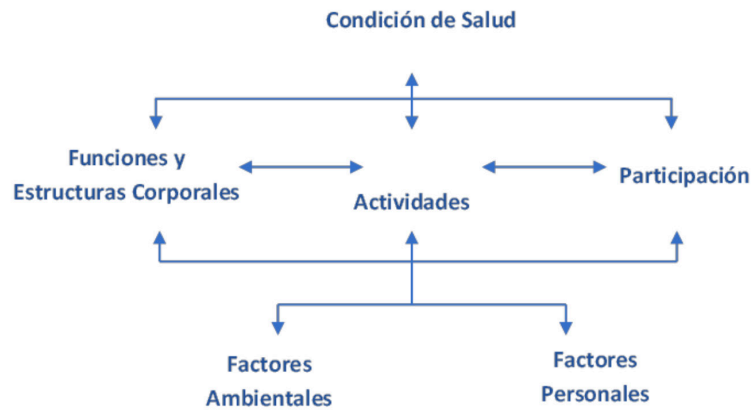 Condición de Salud
Funciones y
Estructuras Corporales
Actividades
Participación
Factores
Ambientales
Factores
Personales